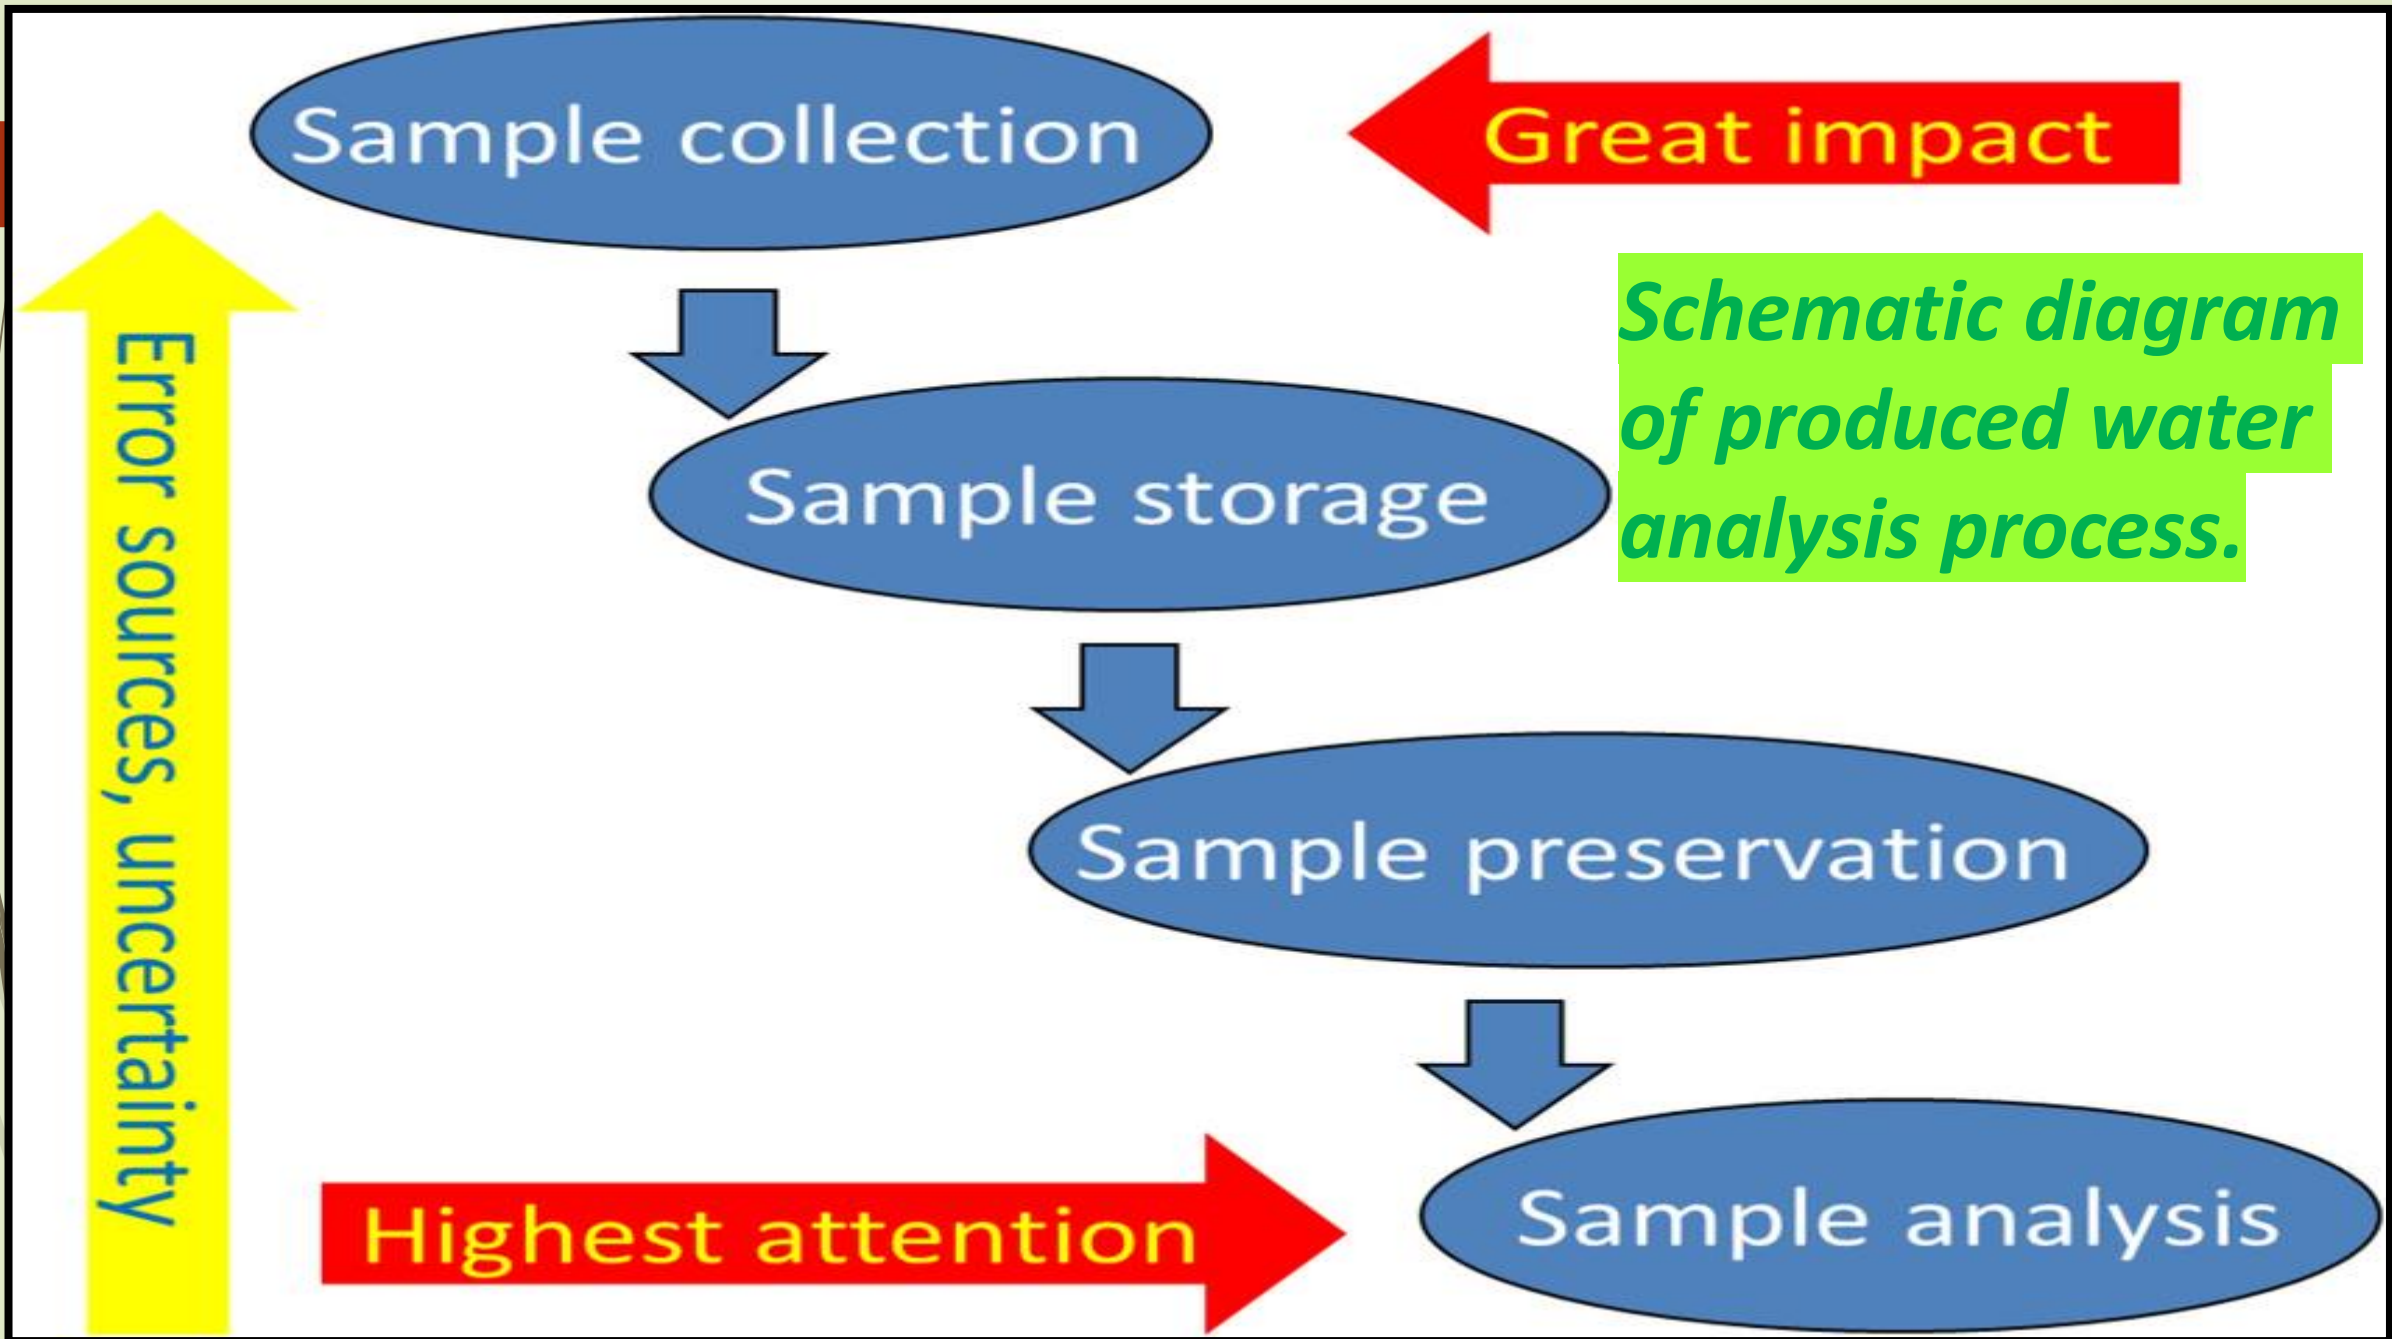 Sample collection
Great impact
Schematic diagram
of produced water
analysis process.
Error sources, uncertainty
Sample storage
Sample preservation
Highest attention
Sample analysis